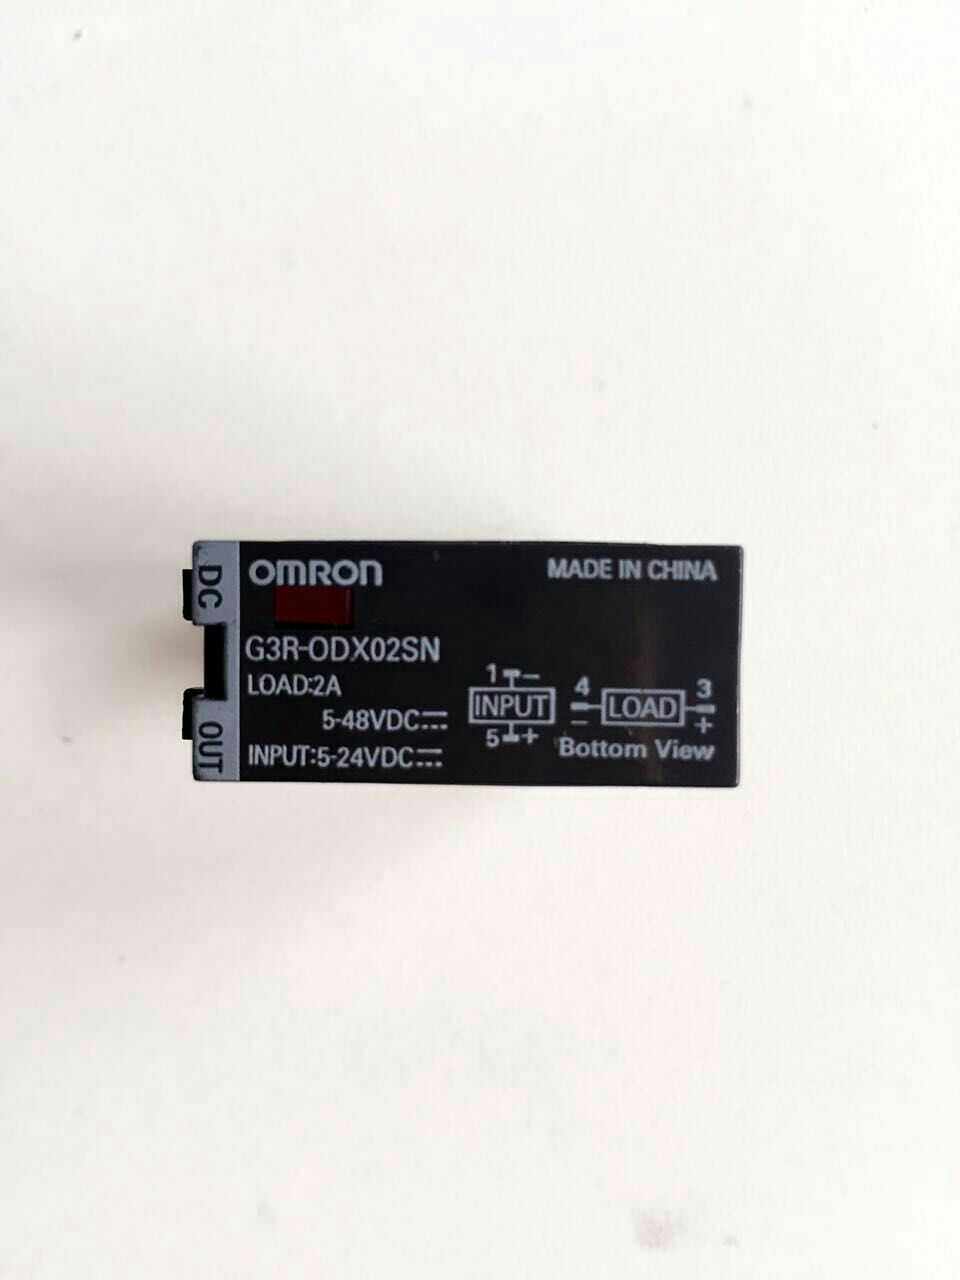 DC
OUT
OMRON
MADE IN CHINA
G3R-ODX02SN
LOAD:2A
5-48VDC⎓
INPUT:5-24VDC⎓
1 −
INPUT
5 +
4 3
LOAD
− +
Bottom View